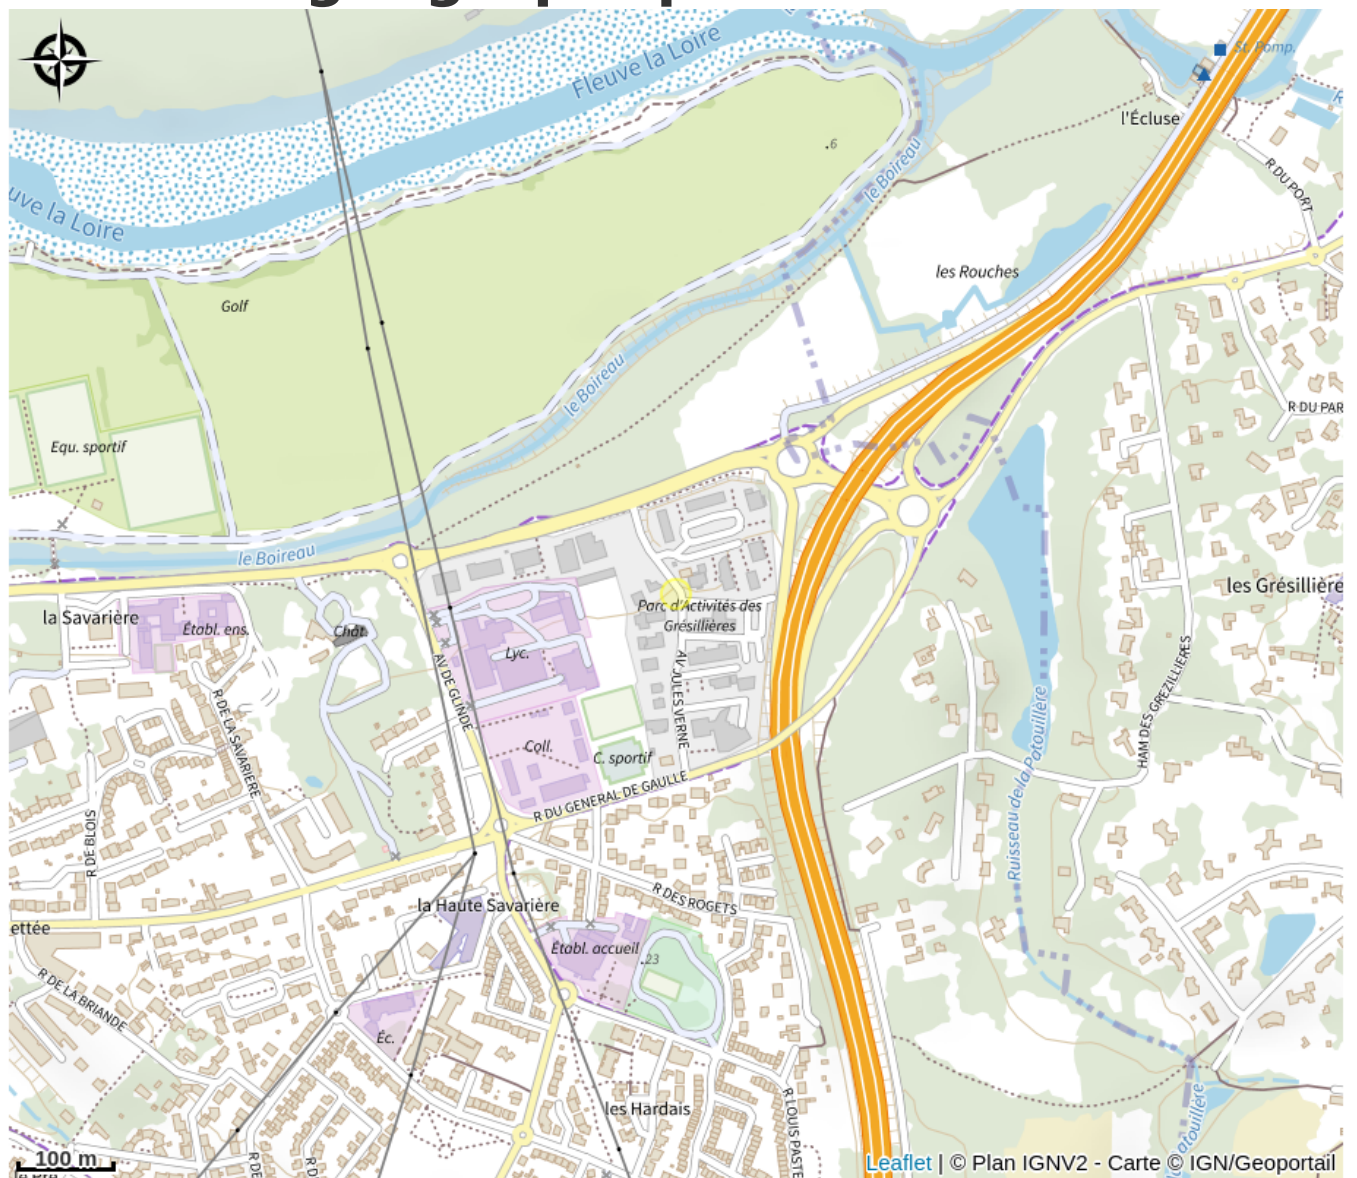 St. Pomp.
Fleuve la Loire
l'Écluse
6
le Boireau
R DU PORT
uve la Loire
les Rouches
Golf
le Boireau
R DU PAR
Equ. sportif
le Boireau
les Grésillière
Parc d'Activités des
Grésillières
la Savarière
Établ. ens.
Chât.
Lyc.
AV DE GLINDE
AV JULES VERNE
HAM DES GREZILLIERES
R DE LA SAVARIERE
Ruisseau de la Patouillère
Coll.
C. sportif
R DU GENERAL DE GAULLE
R DE BLOIS
la Haute Savarière
R DES ROGETS
ettée
Établ. accueil
23
R DE LA BRIANDE
Éc.
les Hardais
R LOUIS PASTE
atouillère
R DE
R D
100 m
Leaflet | © Plan IGNV2 - Carte © IGN/Geoportail